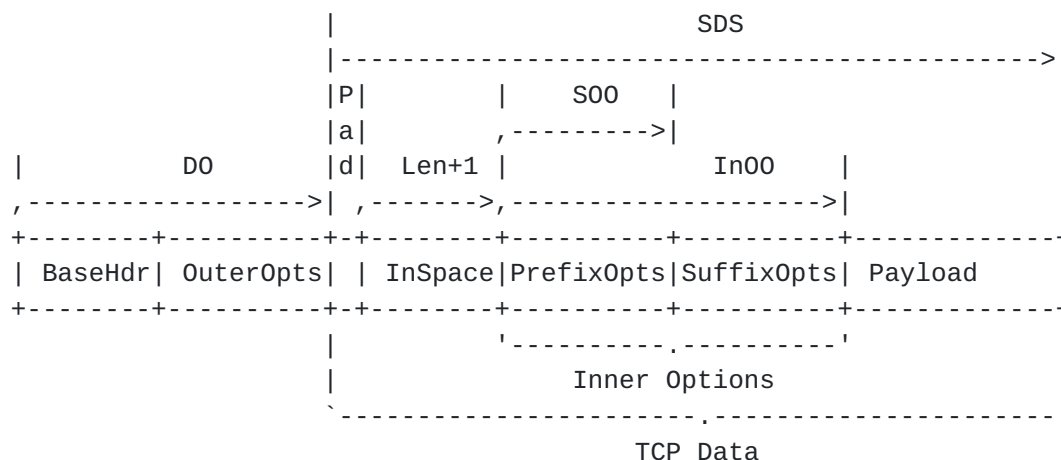 |                       SDS
|--------------------------------------------->
|P|        |    SOO   |
|a|        ,--------->|
|          DO       |d|  Len+1 |             InOO      |
,------------------>| ,------->,-------------------->|
+--------+----------+-+--------+----------+----------+-------------+
| BaseHdr| OuterOpts| | InSpace|PrefixOpts|SuffixOpts| Payload
+--------+----------+-+--------+----------+----------+-------------+
|          '----------.----------'
|               Inner Options
`-----------------------.----------------------
TCP Data